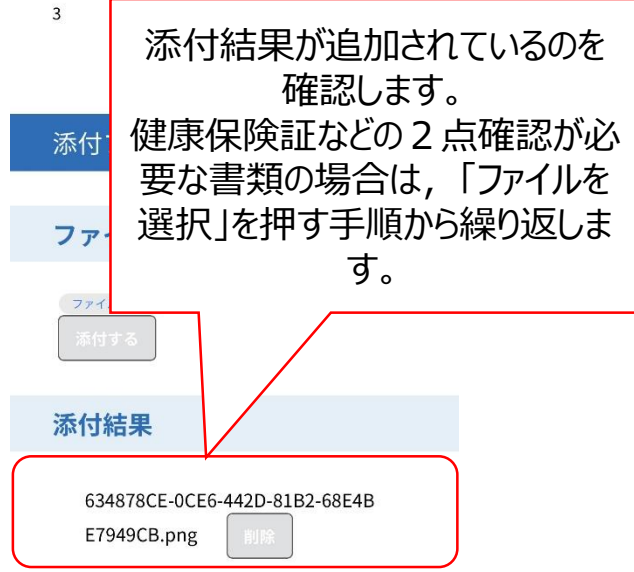 3
添付結果が追加されているのを
確認します。
健康保険証などの２点確認が必
要な書類の場合は，「ファイルを
選択」を押す手順から繰り返しま
す。
添付
ファイ
ファイ
添付する
添付結果
634878CE-0CE6-442D-81B2-68E4B
E7949CB.png 削除